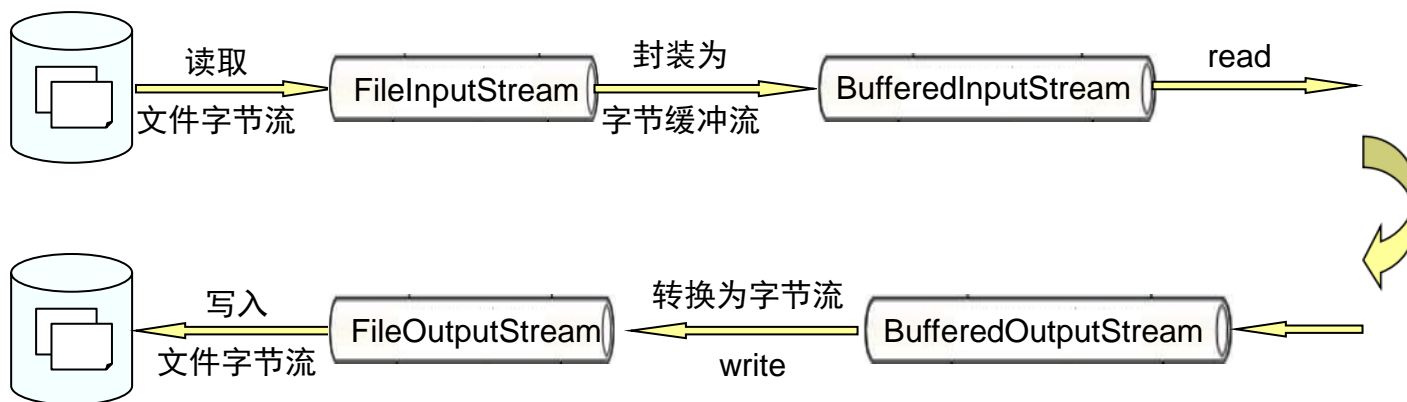 读取
文件字节流
FileInputStream
封装为
字节缓冲流
BufferedInputStream
read
写入
文件字节流
FileOutputStream
转换为字节流
write
BufferedOutputStream